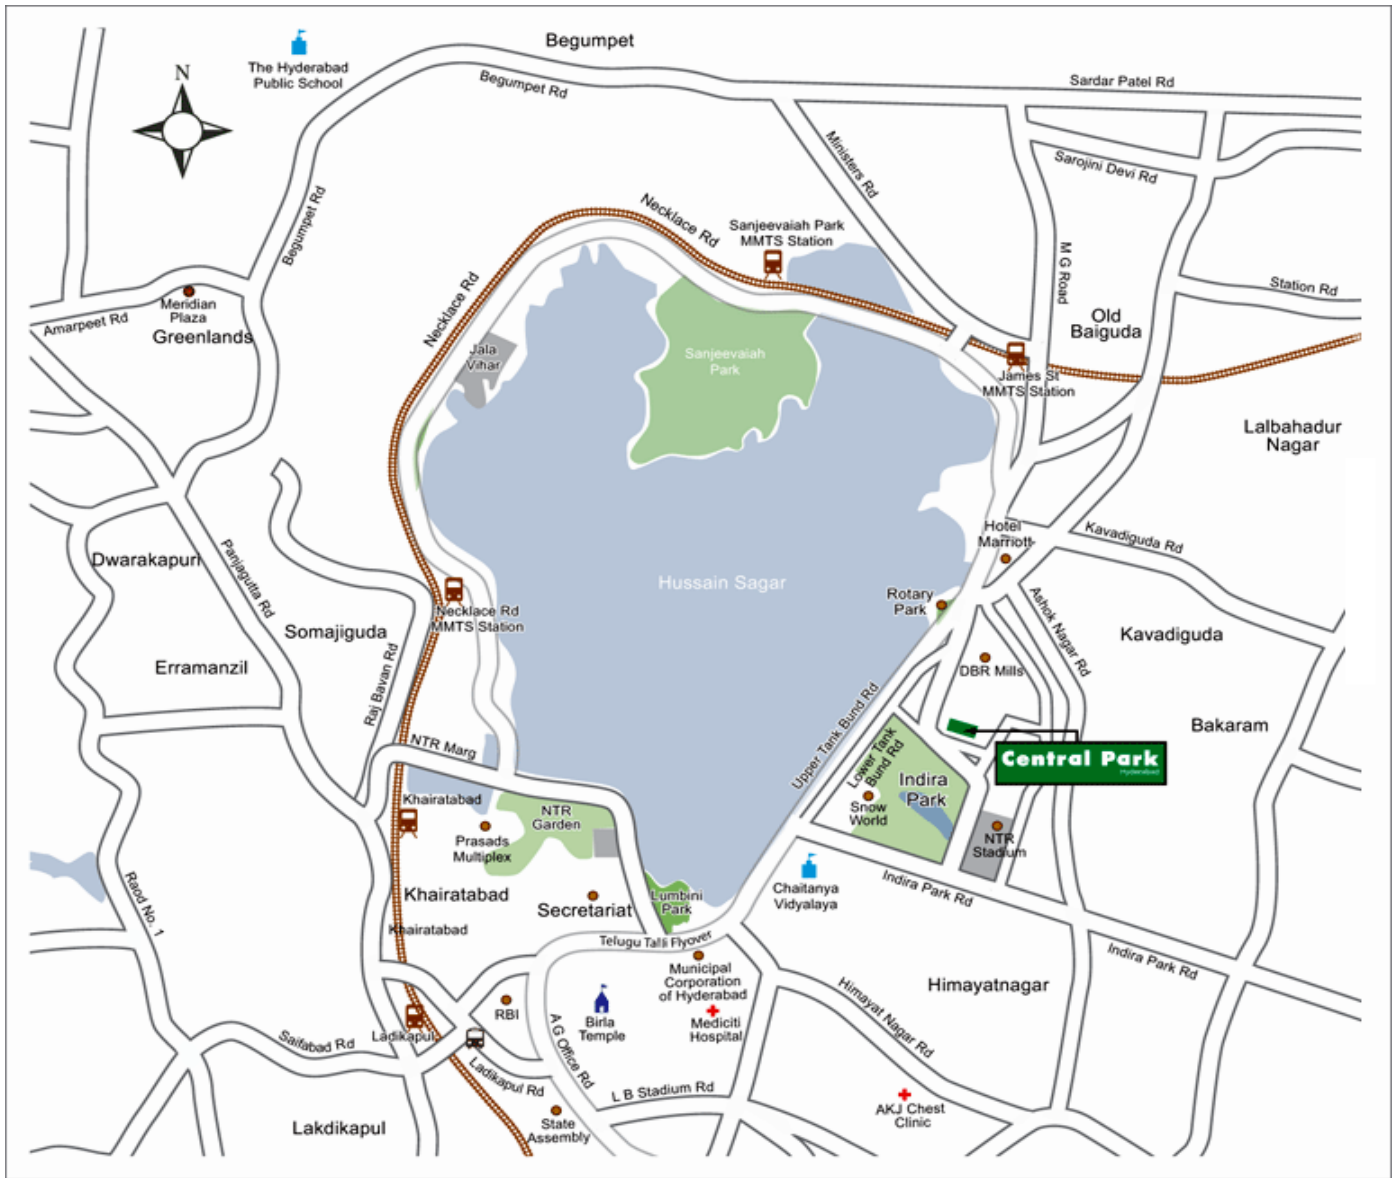 Begumpet
The Hyderabad
Public School
N
Begumpet Rd
Sardar Patel Rd
Ministers Rd
Sarojini Devi Rd
Begumpet Rd
Necklace Rd
Sanjeevaiah Park
MMTS Station
M G Road
Station Rd
Necklace Rd
Meridian
Plaza
Amarpeet Rd
Greenlands
Old
Baiguda
Jala
Vihar
Sanjeevaiah
Park
James St
MMTS Station
Lalbahadur
Nagar
Hotel
Marriott
Kavadiguda Rd
Dwarakapuri
Panjagutta Rd
Hussain Sagar
Rotary
Park
Ashok Nagar Rd
Necklace Rd
MMTS Station
Somajiguda
Kavadiguda
Erramanzil
Raj Bavan Rd
DBR Mills
Upper Tank Bund Rd
Bakaram
NTR Marg
Lower Tank
Bund Rd
Central Park
Hyderabad
Indira
Park
Khairatabad
NTR
Garden
Snow
World
Prasads
Multiplex
NTR
Stadium
Raod No. 1
Khairatabad
Secretariat
Lumbini
Park
Chaitanya
Vidyalaya
Indira Park Rd
Khairatabad
Telugu Talli Flyover
Indira Park Rd
Municipal
Corporation
of Hyderabad
Himayatnagar
Himayat Nagar Rd
RBI
Birla
Temple
Mediciti
Hospital
A G Office Rd
Saifabad Rd
Ladikapul
Ladikapul Rd
L B Stadium Rd
AKJ Chest
Clinic
Lakdikapul
State
Assembly